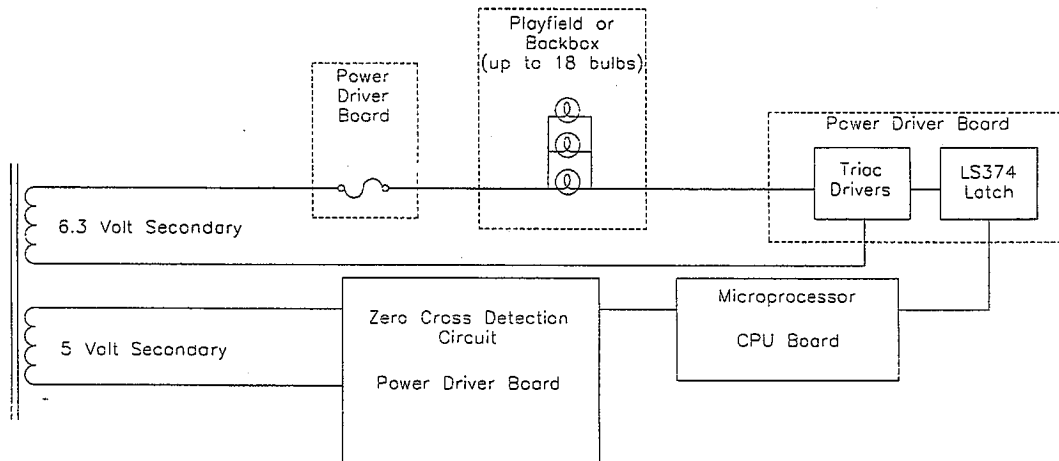 Playfield or
Backbox
(up to 18 bulbs)
Power
Driver
Board
Power Driver Board
Triac
Drivers
LS374
Latch
6.3 Volt Secondary
5 Volt Secondary
Zero Cross Detection
Circuit
Power Driver Board
Microprocessor
CPU Board